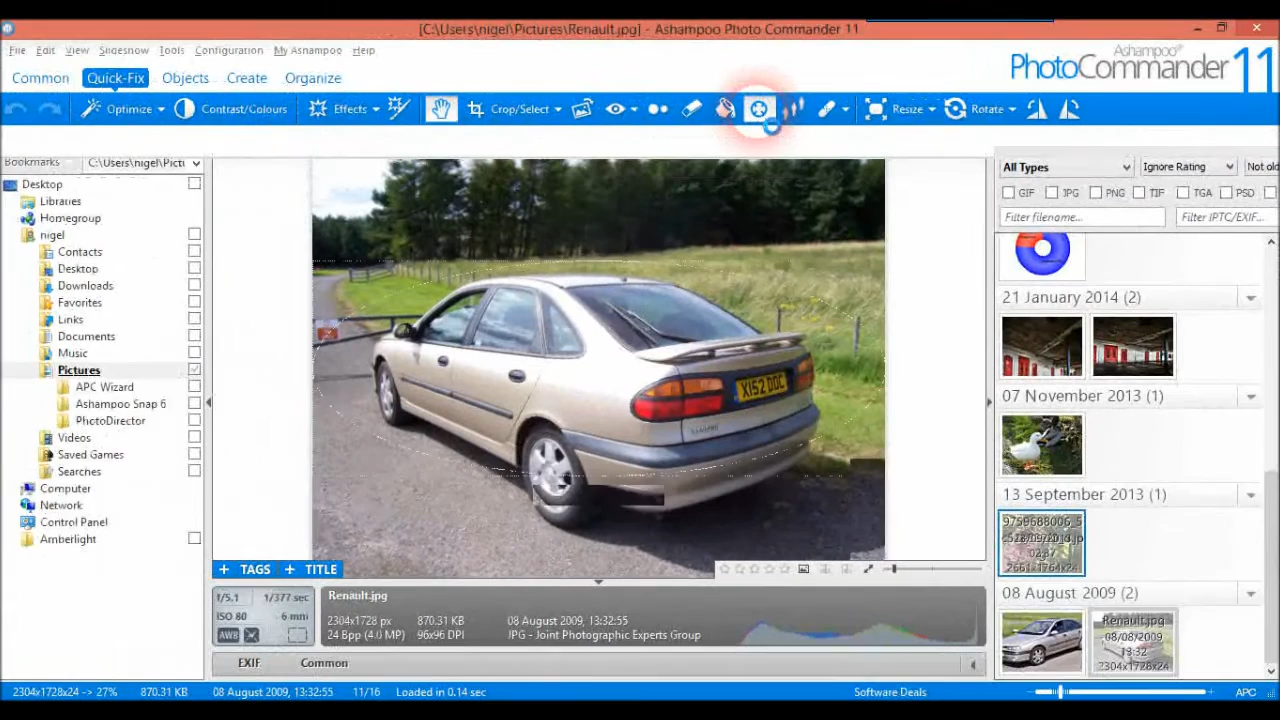 [C:\Users\nigel\Pictures\Renault.jpg] - Ashampoo Photo Commander 11
File Edit View Slideshow Tools Configuration My Ashampoo Help
Ashampoo®
PhotoCommander 11
Common Quick-Fix Objects Create Organize
Optimize Contrast/Colours Effects Crop/Select Resize Rotate
Bookmarks C:\Users\nigel\Pictu
All Types Ignore Rating Not old
GIF JPG PNG TIF TGA PSD
Filter filename... Filter IPTC/EXIF...
Desktop
Libraries
Homegroup
nigel
Contacts
Desktop
Downloads
Favorites
Links
Documents
Music
Pictures
APC Wizard
Ashampoo Snap 6
PhotoDirector
Videos
Saved Games
Searches
Computer
Network
Control Panel
Amberlight
X152 DDC
21 January 2014 (2)
07 November 2013 (1)
13 September 2013 (1)
08 August 2009 (2)
Renault.jpg
08/08/2009
13:32
2304x1728x24
+ TAGS + TITLE
f/5.1 1/377 sec
ISO 80 6 mm
AWB
Renault.jpg
2304x1728 px 870.31 KB 08 August 2009, 13:32:55
24 Bpp (4.0 MP) 96x96 DPI JPG - Joint Photographic Experts Group
EXIF Common
2304x1728x24 -> 27% 870.31 KB 08 August 2009, 13:32:55 11/16 Loaded in 0.14 sec Software Deals APC